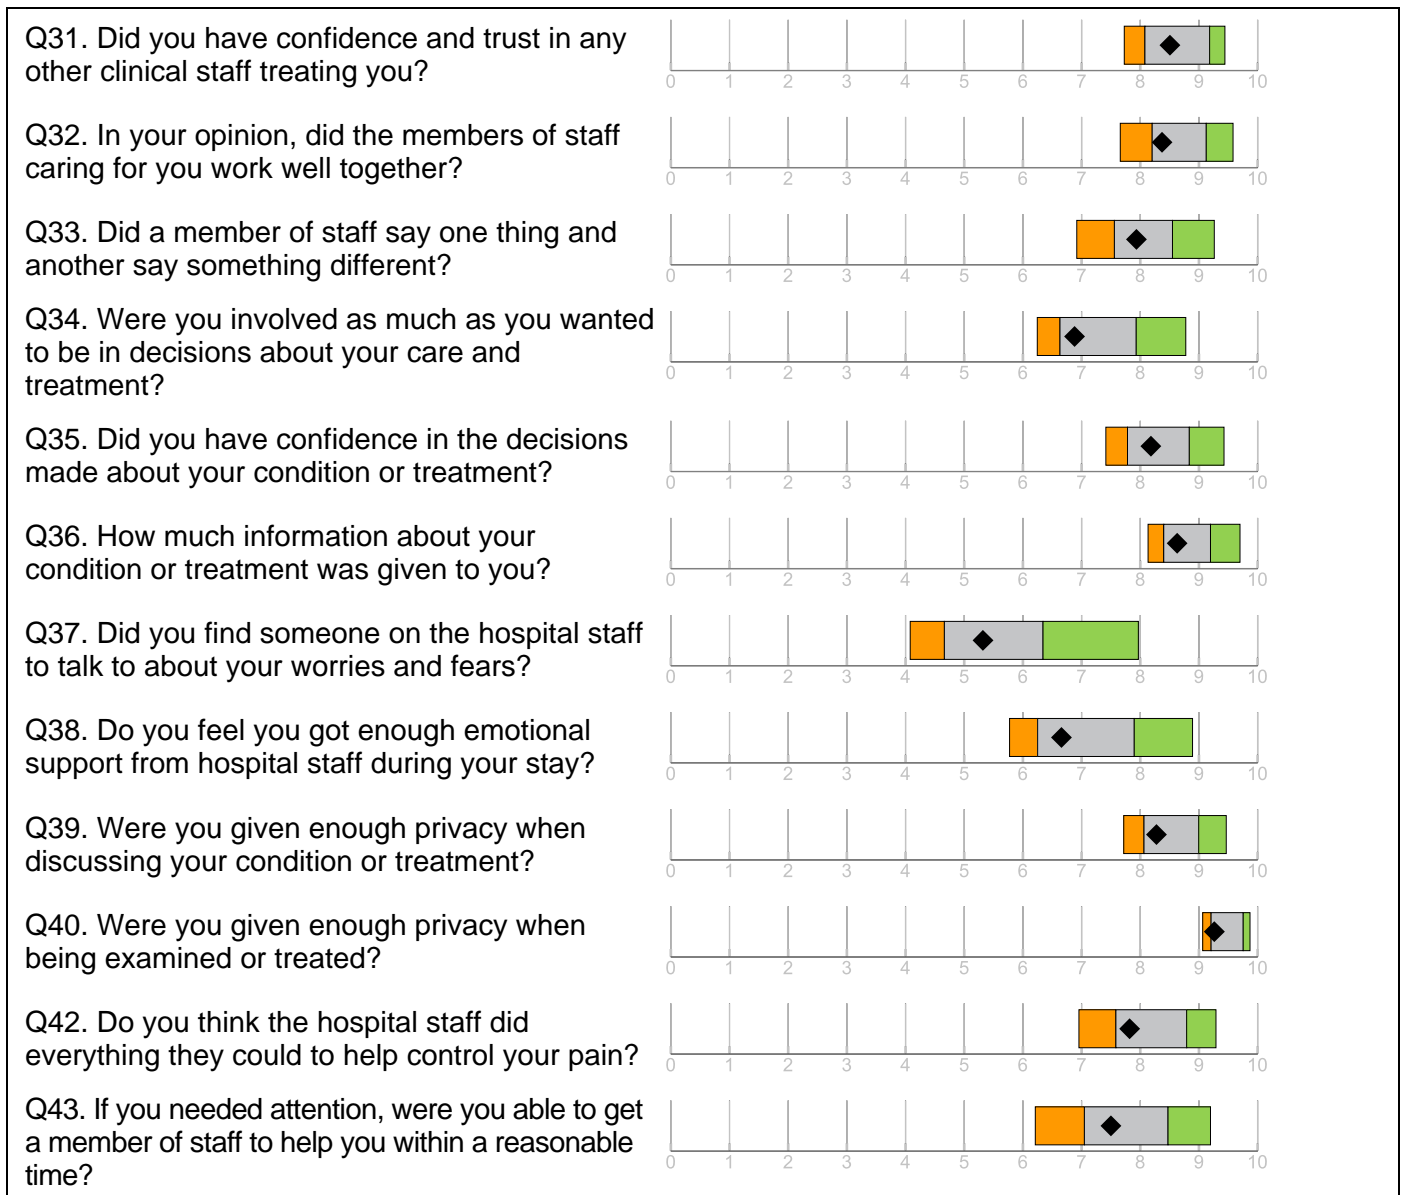 Q31. Did you have confidence and trust in any
other clinical staff treating you?
0 1 2 3 4 5 6 7 8 9 10
Q32. In your opinion, did the members of staff
caring for you work well together?
0 1 2 3 4 5 6 7 8 9 10
Q33. Did a member of staff say one thing and
another say something different?
0 1 2 3 4 5 6 7 8 9 10
Q34. Were you involved as much as you wanted
to be in decisions about your care and
treatment?
0 1 2 3 4 5 6 7 8 9 10
Q35. Did you have confidence in the decisions
made about your condition or treatment?
0 1 2 3 4 5 6 7 8 9 10
Q36. How much information about your
condition or treatment was given to you?
0 1 2 3 4 5 6 7 8 9 10
Q37. Did you find someone on the hospital staff
to talk to about your worries and fears?
0 1 2 3 4 5 6 7 8 9 10
Q38. Do you feel you got enough emotional
support from hospital staff during your stay?
0 1 2 3 4 5 6 7 8 9 10
Q39. Were you given enough privacy when
discussing your condition or treatment?
0 1 2 3 4 5 6 7 8 9 10
Q40. Were you given enough privacy when
being examined or treated?
0 1 2 3 4 5 6 7 8 9 10
Q42. Do you think the hospital staff did
everything they could to help control your pain?
0 1 2 3 4 5 6 7 8 9 10
Q43. If you needed attention, were you able to get
a member of staff to help you within a reasonable
time?
0 1 2 3 4 5 6 7 8 9 10